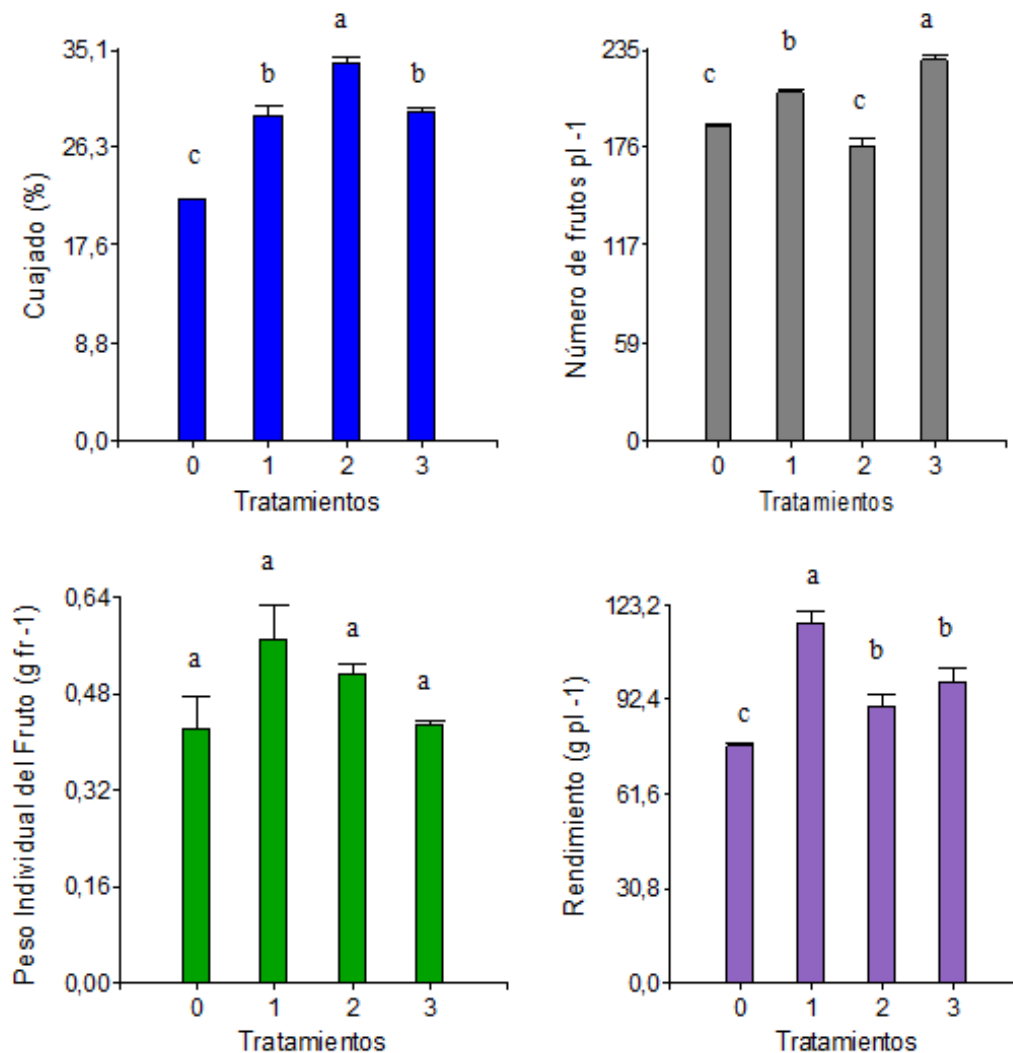 Cuajado (%)
35,1
26,3
17,6
8,8
0,0
c
b
a
b
0 1 2 3
Tratamientos
Número de frutos pl -1
235
176
117
59
0
c
b
c
a
0 1 2 3
Tratamientos
Peso Individual del Fruto (g fr -1)
0,64
0,48
0,32
0,16
0,00
a
a
a
a
0 1 2 3
Tratamientos
Rendimiento (g pl -1)
123,2
92,4
61,6
30,8
0,0
c
a
b
b
0 1 2 3
Tratamientos